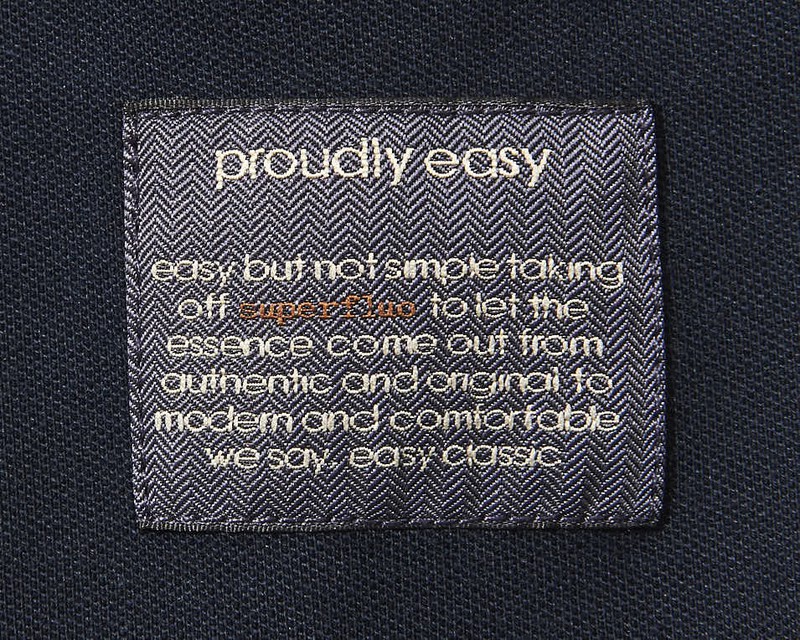 proudly easy
easy but not simple taking
off superfluo to let the
essence come out from
authentic and original to
modern and comfortable
we say. easy classic